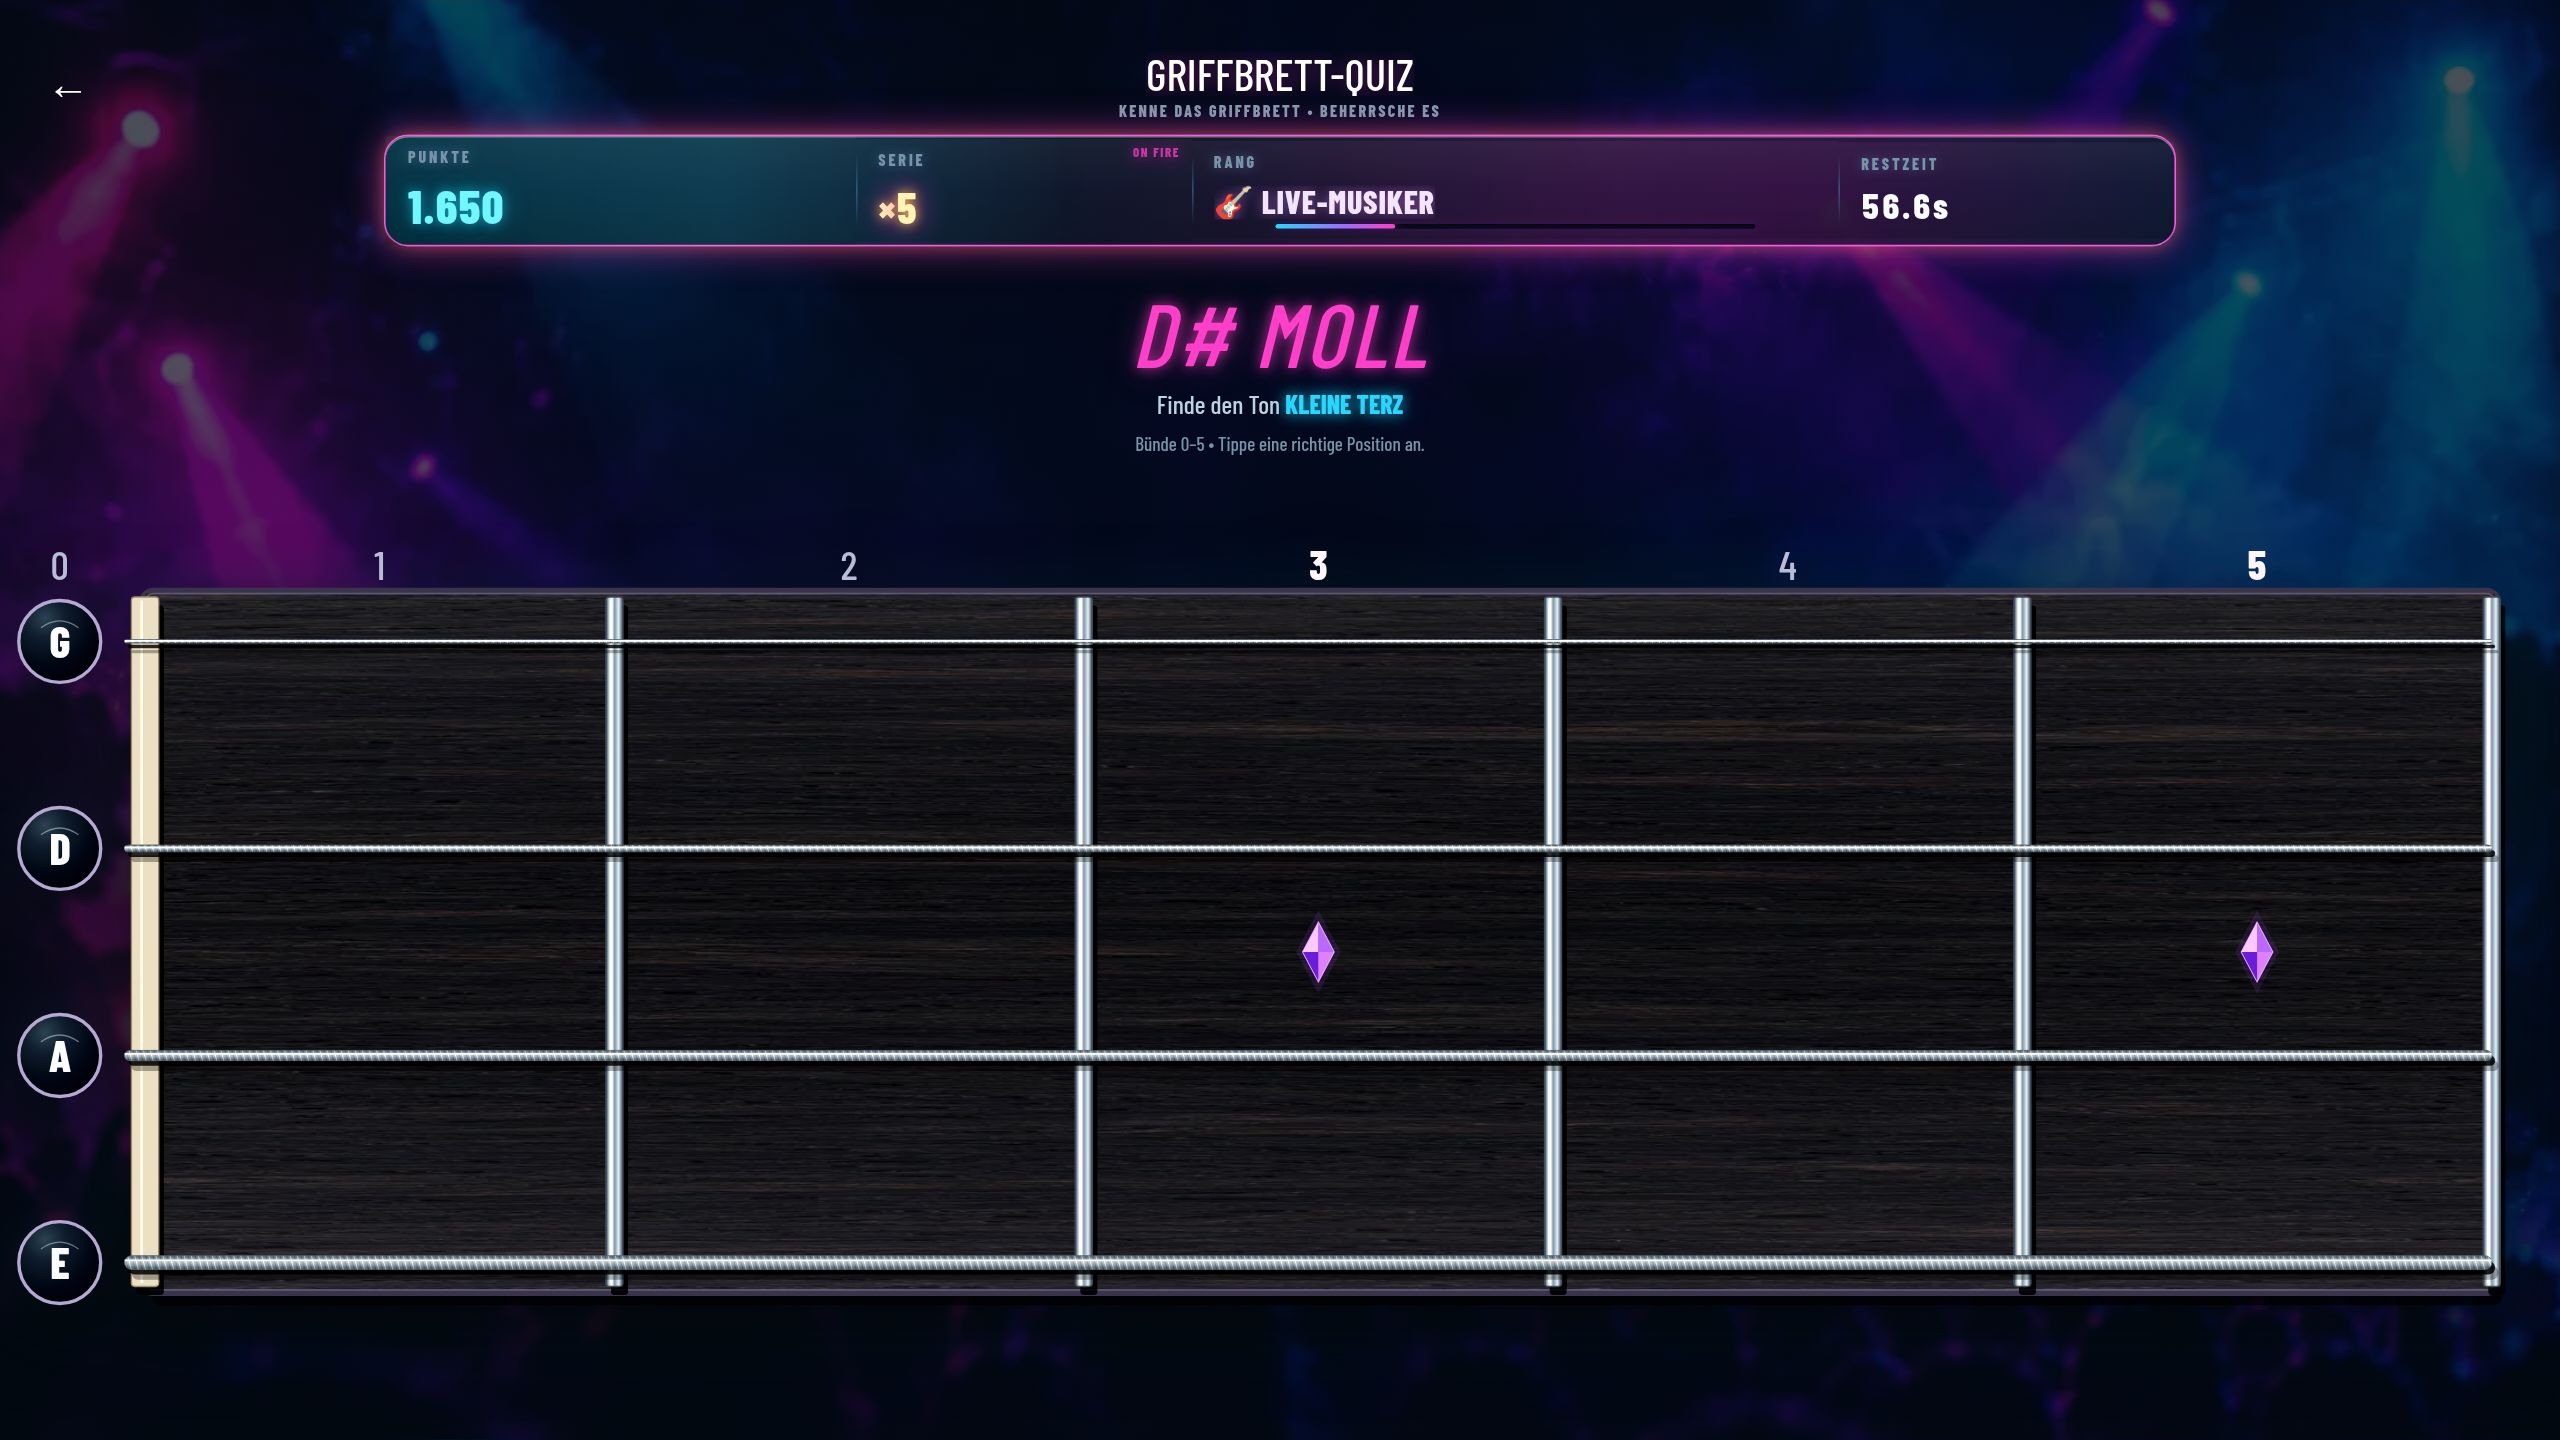 ←
GRIFFBRETT-QUIZ
KENNE DAS GRIFFBRETT • BEHERRSCHE ES
PUNKTE
1.650
SERIE
×5
ON FIRE
RANG
LIVE-MUSIKER
RESTZEIT
56.6s
D# MOLL
Finde den Ton KLEINE TERZ
Bünde 0–5 • Tippe eine richtige Position an.
0 1 2 3 4 5
G
D
A
E